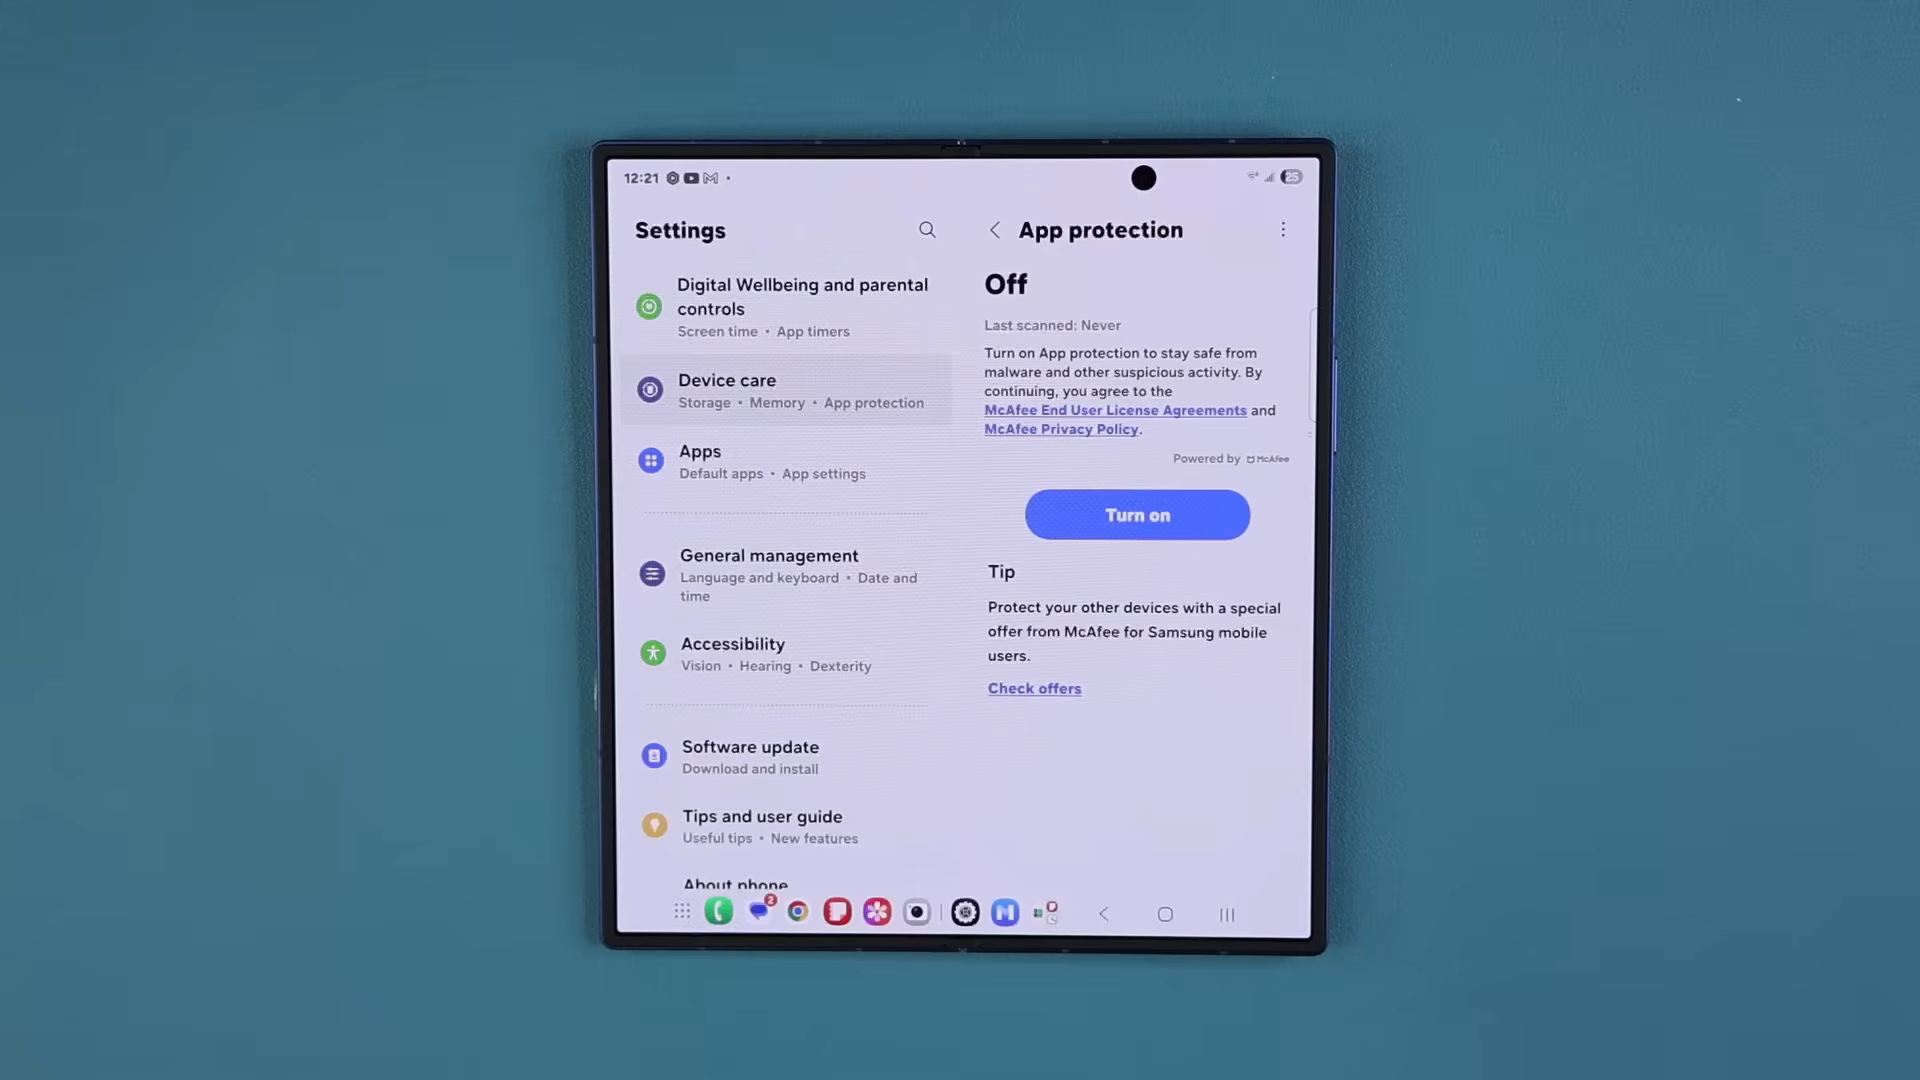 12:21
25
Settings
Digital Wellbeing and parental
controls
Screen time • App timers
Device care
Storage • Memory • App protection
Apps
Default apps • App settings
General management
Language and keyboard • Date and
time
Accessibility
Vision • Hearing • Dexterity
Software update
Download and install
Tips and user guide
Useful tips • New features
About phone
App protection
Off
Last scanned: Never
Turn on App protection to stay safe from
malware and other suspicious activity. By
continuing, you agree to the
McAfee End User License Agreements and
McAfee Privacy Policy.
Powered by McAfee
Turn on
Tip
Protect your other devices with a special
offer from McAfee for Samsung mobile
users.
Check offers
2